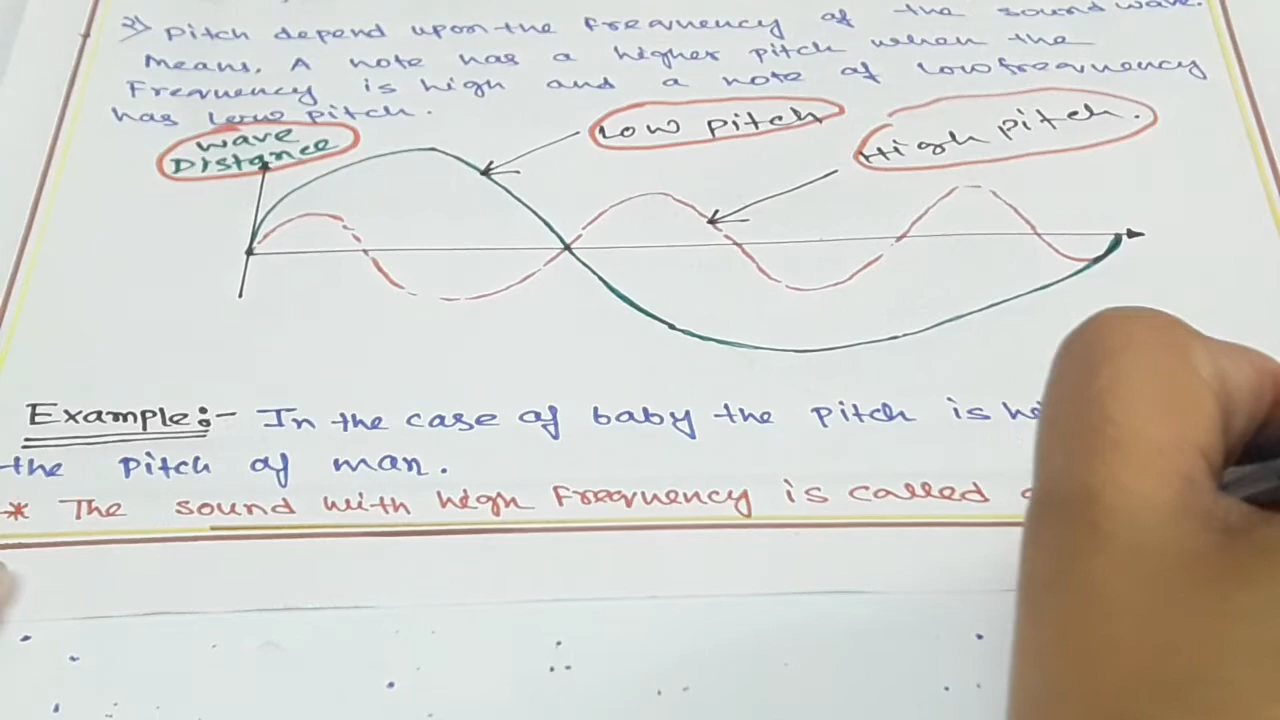 2) Pitch depend upon the Frequency of the sound wave.
Means, A note has a higher pitch when the
Frequency is high and a note of low frequency
has low pitch.
wave
Distance
Low pitch
High pitch.
Example:- In the case of baby the pitch is
the pitch of man.
* The sound with high Frequency is called